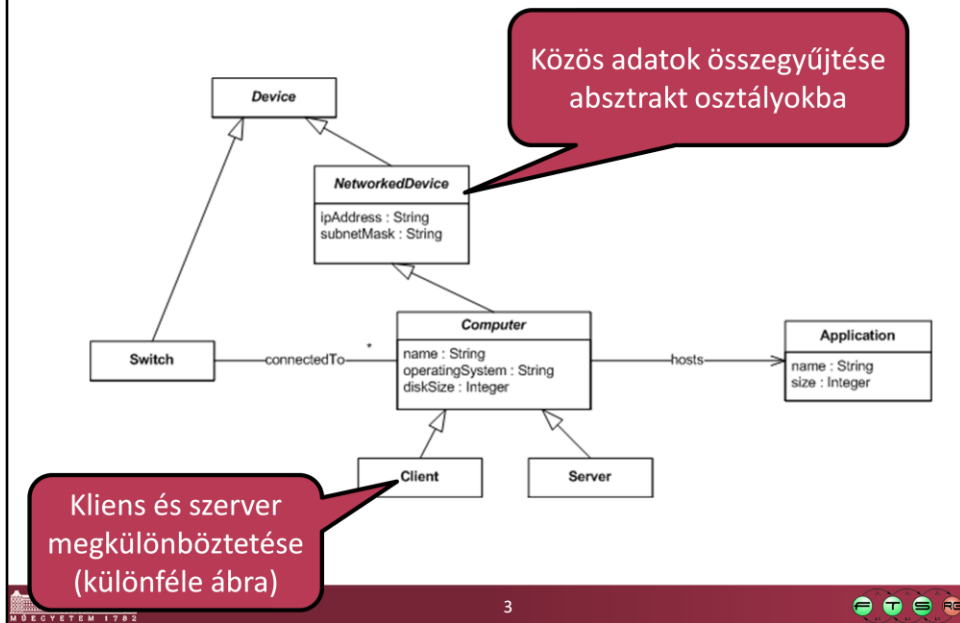 Közös adatok összegyűjtése
absztrakt osztályokba
Device
NetworkedDevice
ipAddress : String
subnetMask : String
Switch
connectedTo
*
Computer
name : String
operatingSystem : String
diskSize : Integer
hosts
Application
name : String
size : Integer
Client
Server
Kliens és szerver
megkülönböztetése
(különféle ábra)
MŰEGYETEM 1782
3
F T S RG